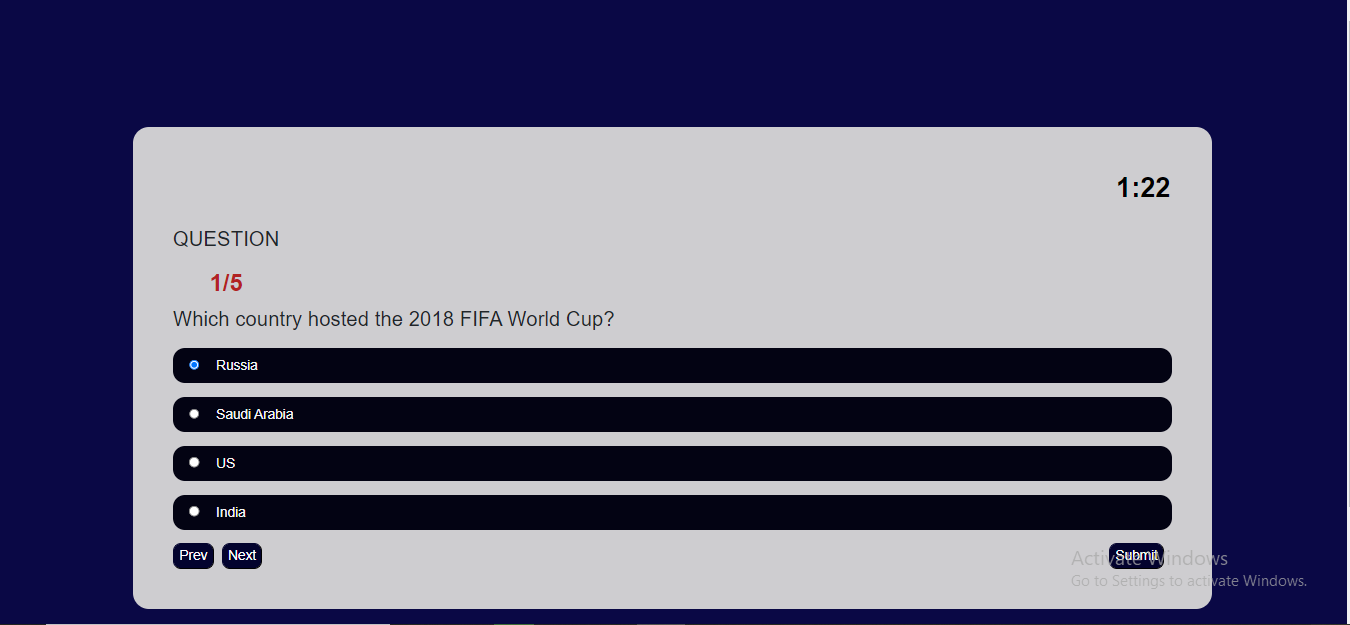 1:22
QUESTION
1/5
Which country hosted the 2018 FIFA World Cup?
Russia
Saudi Arabia
US
India
Prev Next Submit
Activate Windows
Go to Settings to activate Windows.